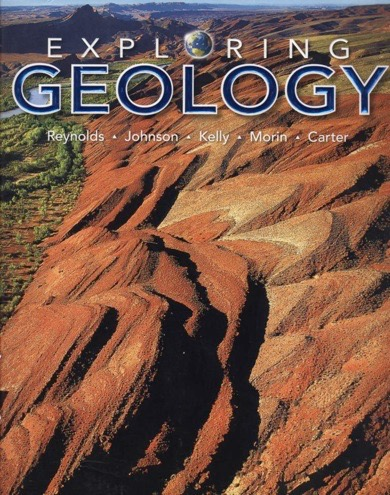 EXPLORING
GEOLOGY
Reynolds ▲ Johnson ▲ Kelly ▲ Morin ▲ Carter